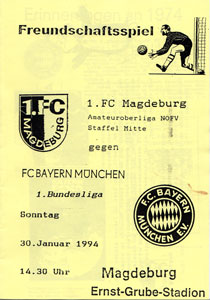 Freundschaftsspiel
1.FC
MAGDEBURG
1.FC Magdeburg
Amateuroberliga NOFV
Staffel Mitte
gegen
FC BAYERN MÜNCHEN
1.Bundesliga
FC BAYERN
MÜNCHEN E.V.
Sonntag
30.Januar 1994
14.30 Uhr
Magdeburg
Ernst-Grube-Stadion